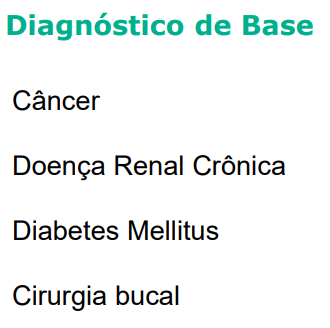 Diagnóstico de Base
Câncer
Doença Renal Crônica
Diabetes Mellitus
Cirurgia bucal